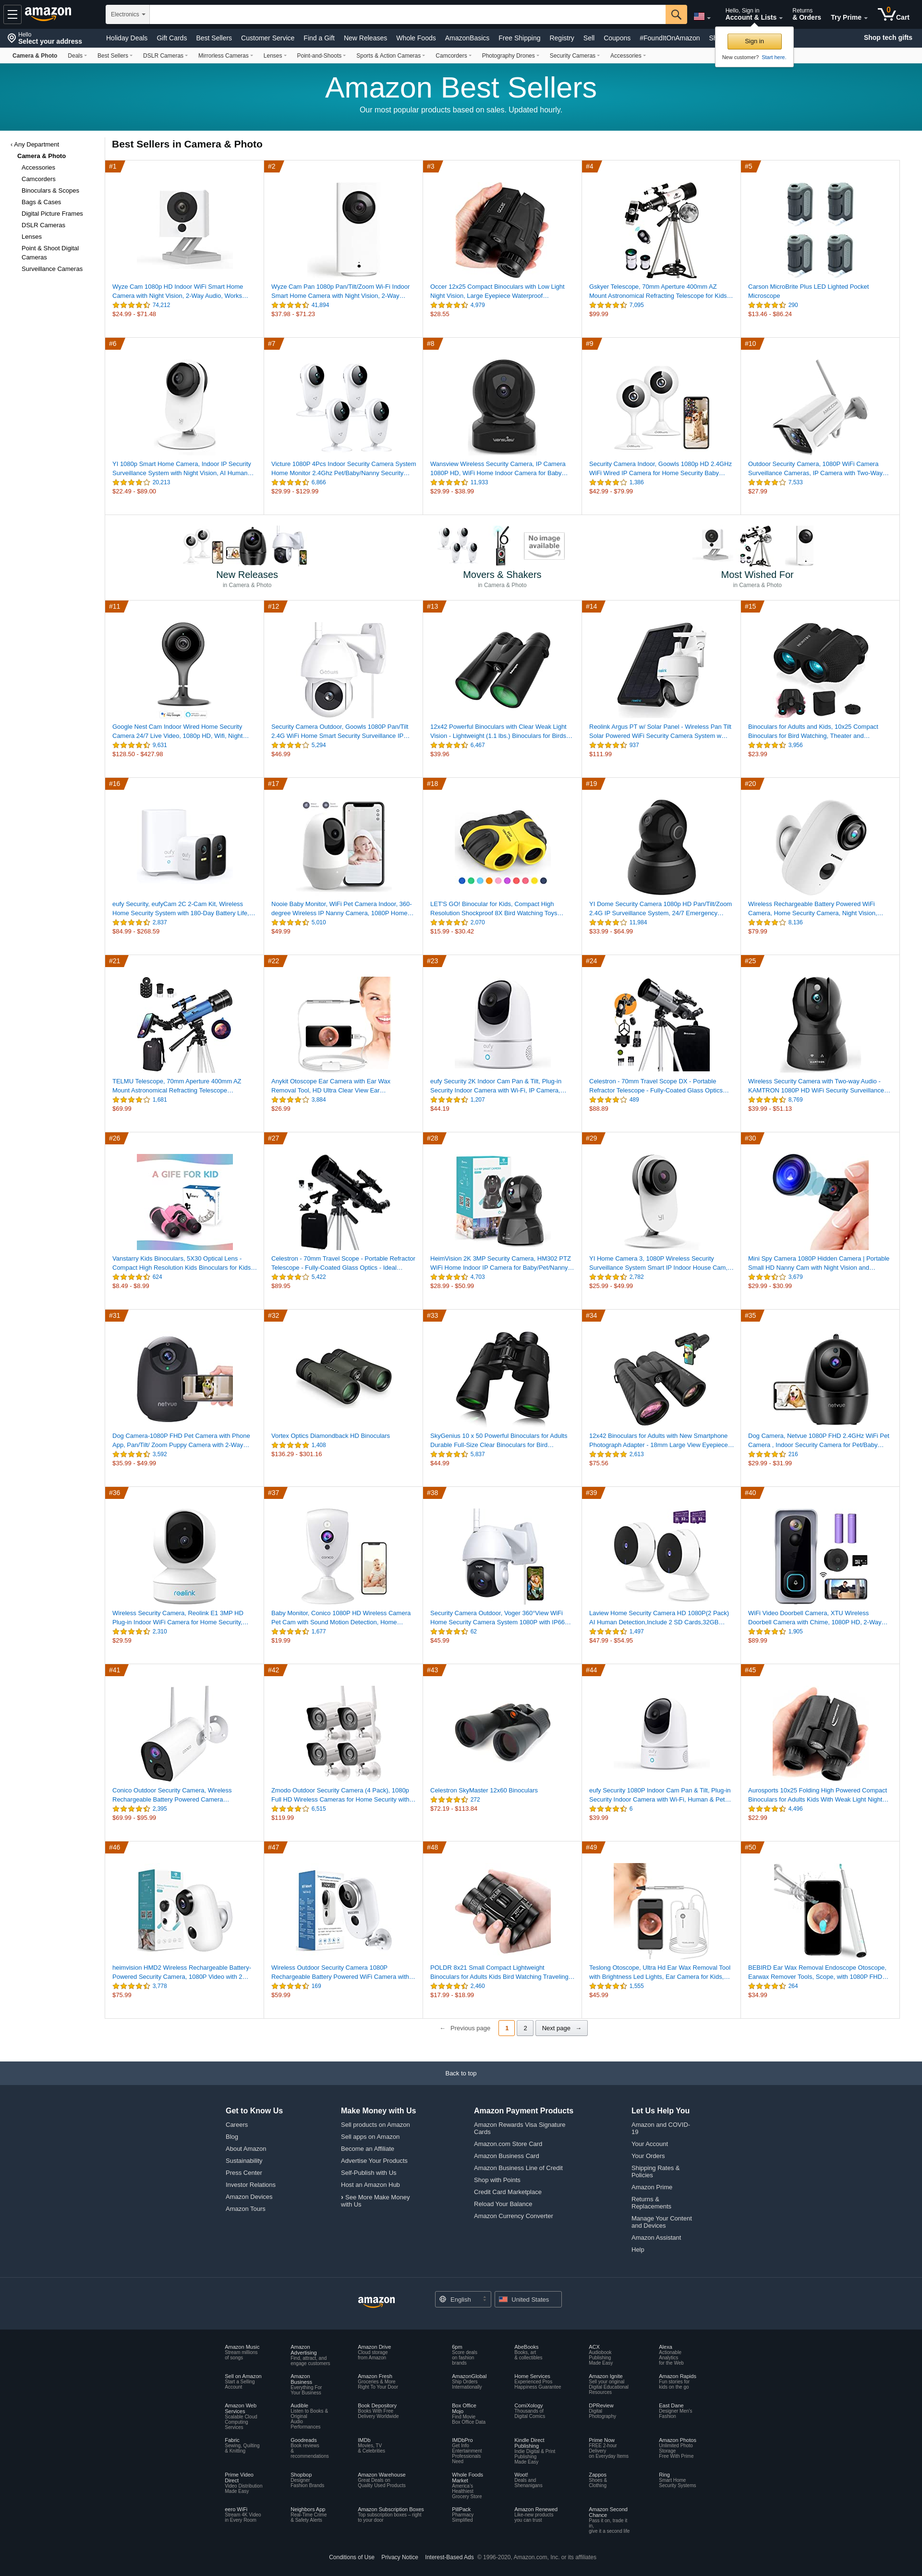 amazon
Electronics
Hello, Sign in
Account & Lists
Returns
& Orders
Try Prime
0
Cart
Hello
Select your address
Holiday Deals
Gift Cards
Best Sellers
Customer Service
Find a Gift
New Releases
Whole Foods
AmazonBasics
Free Shipping
Registry
Sell
Coupons
#FoundItOnAmazon
Shop tech gifts
Sign in
New customer? Start here.
Camera & Photo
Deals
Best Sellers
DSLR Cameras
Mirrorless Cameras
Lenses
Point-and-Shoots
Sports & Action Cameras
Camcorders
Photography Drones
Security Cameras
Accessories
Amazon Best Sellers
Our most popular products based on sales. Updated hourly.
‹ Any Department
Camera & Photo
Accessories
Camcorders
Binoculars & Scopes
Bags & Cases
Digital Picture Frames
DSLR Cameras
Lenses
Point & Shoot Digital
Cameras
Surveillance Cameras
Best Sellers in Camera & Photo
#1
Wyze Cam 1080p HD Indoor WiFi Smart Home
Camera with Night Vision, 2-Way Audio, Works…
74,212
$24.99 - $71.48
#2
Wyze Cam Pan 1080p Pan/Tilt/Zoom Wi-Fi Indoor
Smart Home Camera with Night Vision, 2-Way…
41,894
$37.98 - $71.23
#3
Occer 12x25 Compact Binoculars with Low Light
Night Vision, Large Eyepiece Waterproof…
4,979
$28.55
#4
Gskyer Telescope, 70mm Aperture 400mm AZ
Mount Astronomical Refracting Telescope for Kids…
7,095
$99.99
#5
Carson MicroBrite Plus LED Lighted Pocket
Microscope
290
$13.46 - $86.24
#6
YI 1080p Smart Home Camera, Indoor IP Security
Surveillance System with Night Vision, AI Human…
20,213
$22.49 - $89.00
#7
Victure 1080P 4Pcs Indoor Security Camera System
Home Monitor 2.4Ghz Pet/Baby/Nanny Security…
6,866
$29.99 - $129.99
#8
Wansview Wireless Security Camera, IP Camera
1080P HD, WiFi Home Indoor Camera for Baby…
11,933
$29.99 - $38.99
#9
Security Camera Indoor, Goowls 1080p HD 2.4GHz
WiFi Wired IP Camera for Home Security Baby…
1,386
$42.99 - $79.99
#10
Outdoor Security Camera, 1080P WiFi Camera
Surveillance Cameras, IP Camera with Two-Way…
7,533
$27.99
No image
available
New Releases
in Camera & Photo
Movers & Shakers
in Camera & Photo
Most Wished For
in Camera & Photo
#11
Google Nest Cam Indoor Wired Home Security
Camera 24/7 Live Video, 1080p HD, Wifi, Night…
9,631
$128.50 - $427.98
#12
Security Camera Outdoor, Goowls 1080P Pan/Tilt
2.4G WiFi Home Smart Security Surveillance IP…
5,294
$46.99
#13
12x42 Powerful Binoculars with Clear Weak Light
Vision - Lightweight (1.1 lbs.) Binoculars for Birds…
6,467
$39.96
#14
Reolink Argus PT w/ Solar Panel - Wireless Pan Tilt
Solar Powered WiFi Security Camera System w…
937
$111.99
#15
Binoculars for Adults and Kids, 10x25 Compact
Binoculars for Bird Watching, Theater and…
3,956
$23.99
#16
eufy Security, eufyCam 2C 2-Cam Kit, Wireless
Home Security System with 180-Day Battery Life,…
2,837
$84.99 - $268.59
#17
Nooie Baby Monitor, WiFi Pet Camera Indoor, 360-
degree Wireless IP Nanny Camera, 1080P Home…
5,010
$49.99
#18
LET'S GO! Binocular for Kids, Compact High
Resolution Shockproof 8X Bird Watching Toys…
2,070
$15.99 - $30.42
#19
YI Dome Security Camera 1080p HD Pan/Tilt/Zoom
2.4G IP Surveillance System, 24/7 Emergency…
11,984
$33.99 - $64.99
#20
Wireless Rechargeable Battery Powered WiFi
Camera, Home Security Camera, Night Vision,…
8,136
$79.99
#21
TELMU Telescope, 70mm Aperture 400mm AZ
Mount Astronomical Refracting Telescope…
1,681
$69.99
#22
Anykit Otoscope Ear Camera with Ear Wax
Removal Tool, HD Ultra Clear View Ear…
3,884
$26.99
#23
eufy Security 2K Indoor Cam Pan & Tilt, Plug-in
Security Indoor Camera with Wi-Fi, IP Camera,…
1,207
$44.19
#24
Celestron - 70mm Travel Scope DX - Portable
Refractor Telescope - Fully-Coated Glass Optics…
489
$88.89
#25
Wireless Security Camera with Two-way Audio -
KAMTRON 1080P HD WiFi Security Surveillance…
8,769
$39.99 - $51.13
#26
A GIFE FOR KID
Vanstarry Kids Binoculars, 5X30 Optical Lens -
Compact High Resolution Kids Binoculars for Kids…
624
$8.49 - $8.99
#27
Celestron - 70mm Travel Scope - Portable Refractor
Telescope - Fully-Coated Glass Optics - Ideal…
5,422
$89.95
#28
HeimVision 2K 3MP Security Camera, HM302 PTZ
WiFi Home Indoor IP Camera for Baby/Pet/Nanny…
4,703
$28.99 - $50.99
#29
YI Home Camera 3, 1080P Wireless Security
Surveillance System Smart IP Indoor House Cam,…
2,782
$25.99 - $49.99
#30
Mini Spy Camera 1080P Hidden Camera | Portable
Small HD Nanny Cam with Night Vision and…
3,679
$29.99 - $30.99
#31
netvue
Dog Camera-1080P FHD Pet Camera with Phone
App, Pan/Tilt/ Zoom Puppy Camera with 2-Way…
3,592
$35.99 - $49.99
#32
Vortex Optics Diamondback HD Binoculars
1,408
$136.29 - $301.16
#33
SkyGenius 10 x 50 Powerful Binoculars for Adults
Durable Full-Size Clear Binoculars for Bird…
5,837
$44.99
#34
12x42 Binoculars for Adults with New Smartphone
Photograph Adapter - 18mm Large View Eyepiece…
2,613
$75.56
#35
netvue
Dog Camera, Netvue 1080P FHD 2.4GHz WiFi Pet
Camera , Indoor Security Camera for Pet/Baby…
216
$29.99 - $31.99
#36
reolink
Wireless Security Camera, Reolink E1 3MP HD
Plug-in Indoor WiFi Camera for Home Security,…
2,310
$29.59
#37
Baby Monitor, Conico 1080P HD Wireless Camera
Pet Cam with Sound Motion Detection, Home…
1,677
$19.99
#38
Security Camera Outdoor, Voger 360°View WiFi
Home Security Camera System 1080P with IP66…
62
$45.99
#39
Laview Home Security Camera HD 1080P(2 Pack)
AI Human Detection,Include 2 SD Cards,32GB…
1,497
$47.99 - $54.95
#40
WiFi Video Doorbell Camera, XTU Wireless
Doorbell Camera with Chime, 1080P HD, 2-Way…
1,905
$89.99
#41
Conico Outdoor Security Camera, Wireless
Rechargeable Battery Powered Camera…
2,395
$69.99 - $95.99
#42
Zmodo Outdoor Security Camera (4 Pack), 1080p
Full HD Wireless Cameras for Home Security with…
6,515
$119.99
#43
Celestron SkyMaster 12x60 Binoculars
272
$72.19 - $113.84
#44
eufy Security 1080P Indoor Cam Pan & Tilt, Plug-in
Security Indoor Camera with Wi-Fi, Human & Pet…
6
$39.99
#45
Aurosports 10x25 Folding High Powered Compact
Binoculars for Adults Kids With Weak Light Night…
4,496
$22.99
#46
heimvision HMD2 Wireless Rechargeable Battery-
Powered Security Camera, 1080P Video with 2…
3,778
$75.99
#47
Wireless Outdoor Security Camera 1080P
Rechargeable Battery Powered WiFi Camera with…
169
$59.99
#48
POLDR 8x21 Small Compact Lightweight
Binoculars for Adults Kids Bird Watching Traveling…
2,460
$17.99 - $18.99
#49
Teslong Otoscope, Ultra Hd Ear Wax Removal Tool
with Brightness Led Lights, Ear Camera for Kids,…
1,555
$45.99
#50
BEBIRD Ear Wax Removal Endoscope Otoscope,
Earwax Remover Tools, Scope, with 1080P FHD…
264
$34.99
← Previous page
1
2
Next page →
Back to top
Get to Know Us
Careers
Blog
About Amazon
Sustainability
Press Center
Investor Relations
Amazon Devices
Amazon Tours
Make Money with Us
Sell products on Amazon
Sell apps on Amazon
Become an Affiliate
Advertise Your Products
Self-Publish with Us
Host an Amazon Hub
› See More Make Money
with Us
Amazon Payment Products
Amazon Rewards Visa Signature
Cards
Amazon.com Store Card
Amazon Business Card
Amazon Business Line of Credit
Shop with Points
Credit Card Marketplace
Reload Your Balance
Amazon Currency Converter
Let Us Help You
Amazon and COVID-
19
Your Account
Your Orders
Shipping Rates &
Policies
Amazon Prime
Returns &
Replacements
Manage Your Content
and Devices
Amazon Assistant
Help
amazon
English
United States
Amazon Music
Stream millions
of songs
Amazon
Advertising
Find, attract, and
engage customers
Amazon Drive
Cloud storage
from Amazon
6pm
Score deals
on fashion
brands
AbeBooks
Books, art
& collectibles
ACX
Audiobook
Publishing
Made Easy
Alexa
Actionable
Analytics
for the Web
Sell on Amazon
Start a Selling
Account
Amazon
Business
Everything For
Your Business
Amazon Fresh
Groceries & More
Right To Your Door
AmazonGlobal
Ship Orders
Internationally
Home Services
Experienced Pros
Happiness Guarantee
Amazon Ignite
Sell your original
Digital Educational
Resources
Amazon Rapids
Fun stories for
kids on the go
Amazon Web
Services
Scalable Cloud
Computing
Services
Audible
Listen to Books &
Original
Audio
Performances
Book Depository
Books With Free
Delivery Worldwide
Box Office
Mojo
Find Movie
Box Office Data
ComiXology
Thousands of
Digital Comics
DPReview
Digital
Photography
East Dane
Designer Men's
Fashion
Fabric
Sewing, Quilting
& Knitting
Goodreads
Book reviews
&
recommendations
IMDb
Movies, TV
& Celebrities
IMDbPro
Get Info
Entertainment
Professionals
Need
Kindle Direct
Publishing
Indie Digital & Print
Publishing
Made Easy
Prime Now
FREE 2-hour
Delivery
on Everyday Items
Amazon Photos
Unlimited Photo
Storage
Free With Prime
Prime Video
Direct
Video Distribution
Made Easy
Shopbop
Designer
Fashion Brands
Amazon Warehouse
Great Deals on
Quality Used Products
Whole Foods
Market
America's
Healthiest
Grocery Store
Woot!
Deals and
Shenanigans
Zappos
Shoes &
Clothing
Ring
Smart Home
Security Systems
eero WiFi
Stream 4K Video
in Every Room
Neighbors App
Real-Time Crime
& Safety Alerts
Amazon Subscription Boxes
Top subscription boxes – right
to your door
PillPack
Pharmacy
Simplified
Amazon Renewed
Like-new products
you can trust
Amazon Second
Chance
Pass it on, trade it
in,
give it a second life
Conditions of Use
Privacy Notice
Interest-Based Ads
© 1996-2020, Amazon.com, Inc. or its affiliates